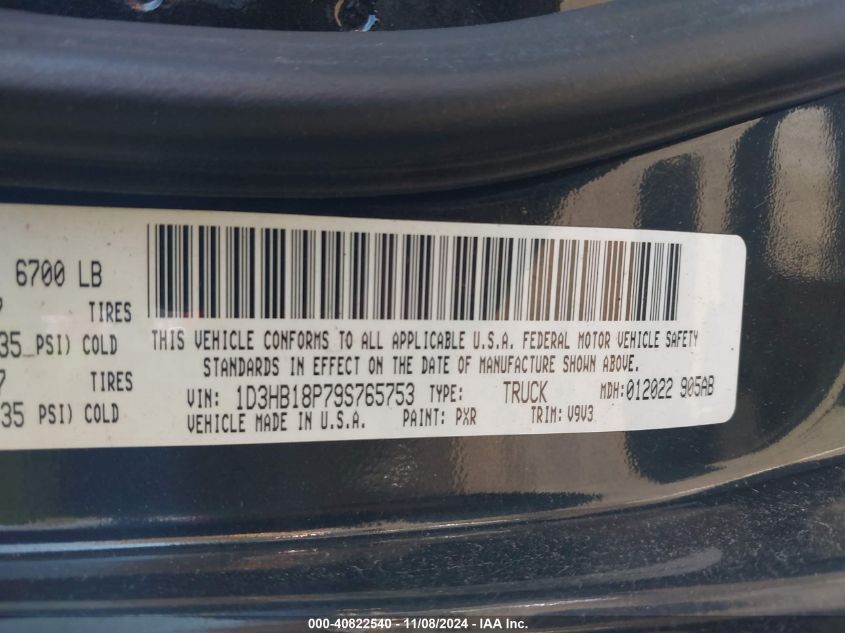 6700 LB
7 TIRES
35 PSI) COLD
7 TIRES
35 PSI) COLD
THIS VEHICLE CONFORMS TO ALL APPLICABLE U.S.A. FEDERAL MOTOR VEHICLE SAFETY
STANDARDS IN EFFECT ON THE DATE OF MANUFACTURE SHOWN ABOVE.
VIN: 1D3HB18P79S765753 TYPE: TRUCK MDH: 012022 905AB
VEHICLE MADE IN U.S.A. PAINT: PXR TRIM: V9V3
000-40822540 - 11/08/2024 - IAA Inc.